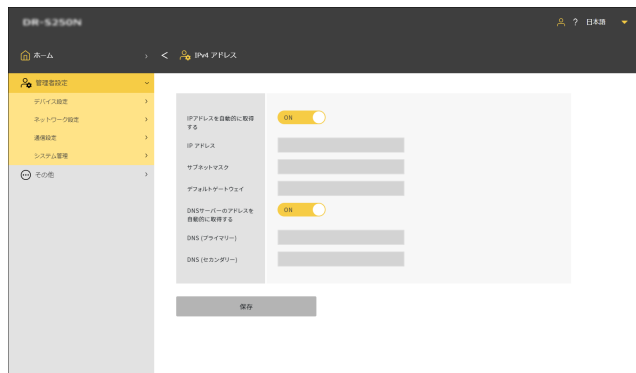 DR-S250N
? 日本語
ホーム
IPv4 アドレス
管理者設定
デバイス設定
ネットワーク設定
通信設定
システム管理
その他
IPアドレスを自動的に取得
する
ON
IP アドレス
サブネットマスク
デフォルトゲートウェイ
DNSサーバーのアドレスを
自動的に取得する
ON
DNS (プライマリー)
DNS (セカンダリー)
保存